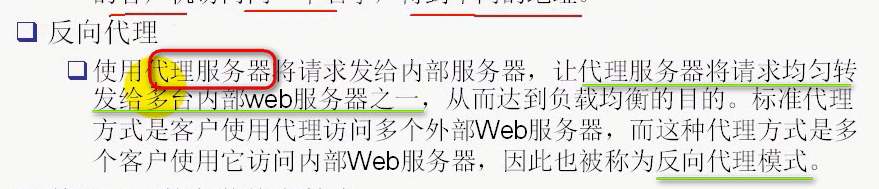 反向代理
使用代理服务器将请求发给内部服务器，让代理服务器将请求均匀转
发给多台内部web服务器之一，从而达到负载均衡的目的。标准代理
方式是客户使用代理访问多个外部Web服务器，而这种代理方式是多
个客户使用它访问内部Web服务器，因此也被称为反向代理模式。